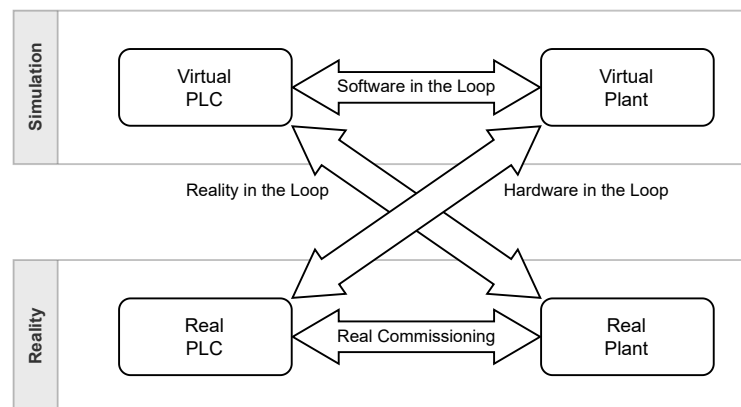 Simulation
Virtual
PLC
Software in the Loop
Virtual
Plant
Reality in the Loop
Hardware in the Loop
Reality
Real
PLC
Real Commissioning
Real
Plant